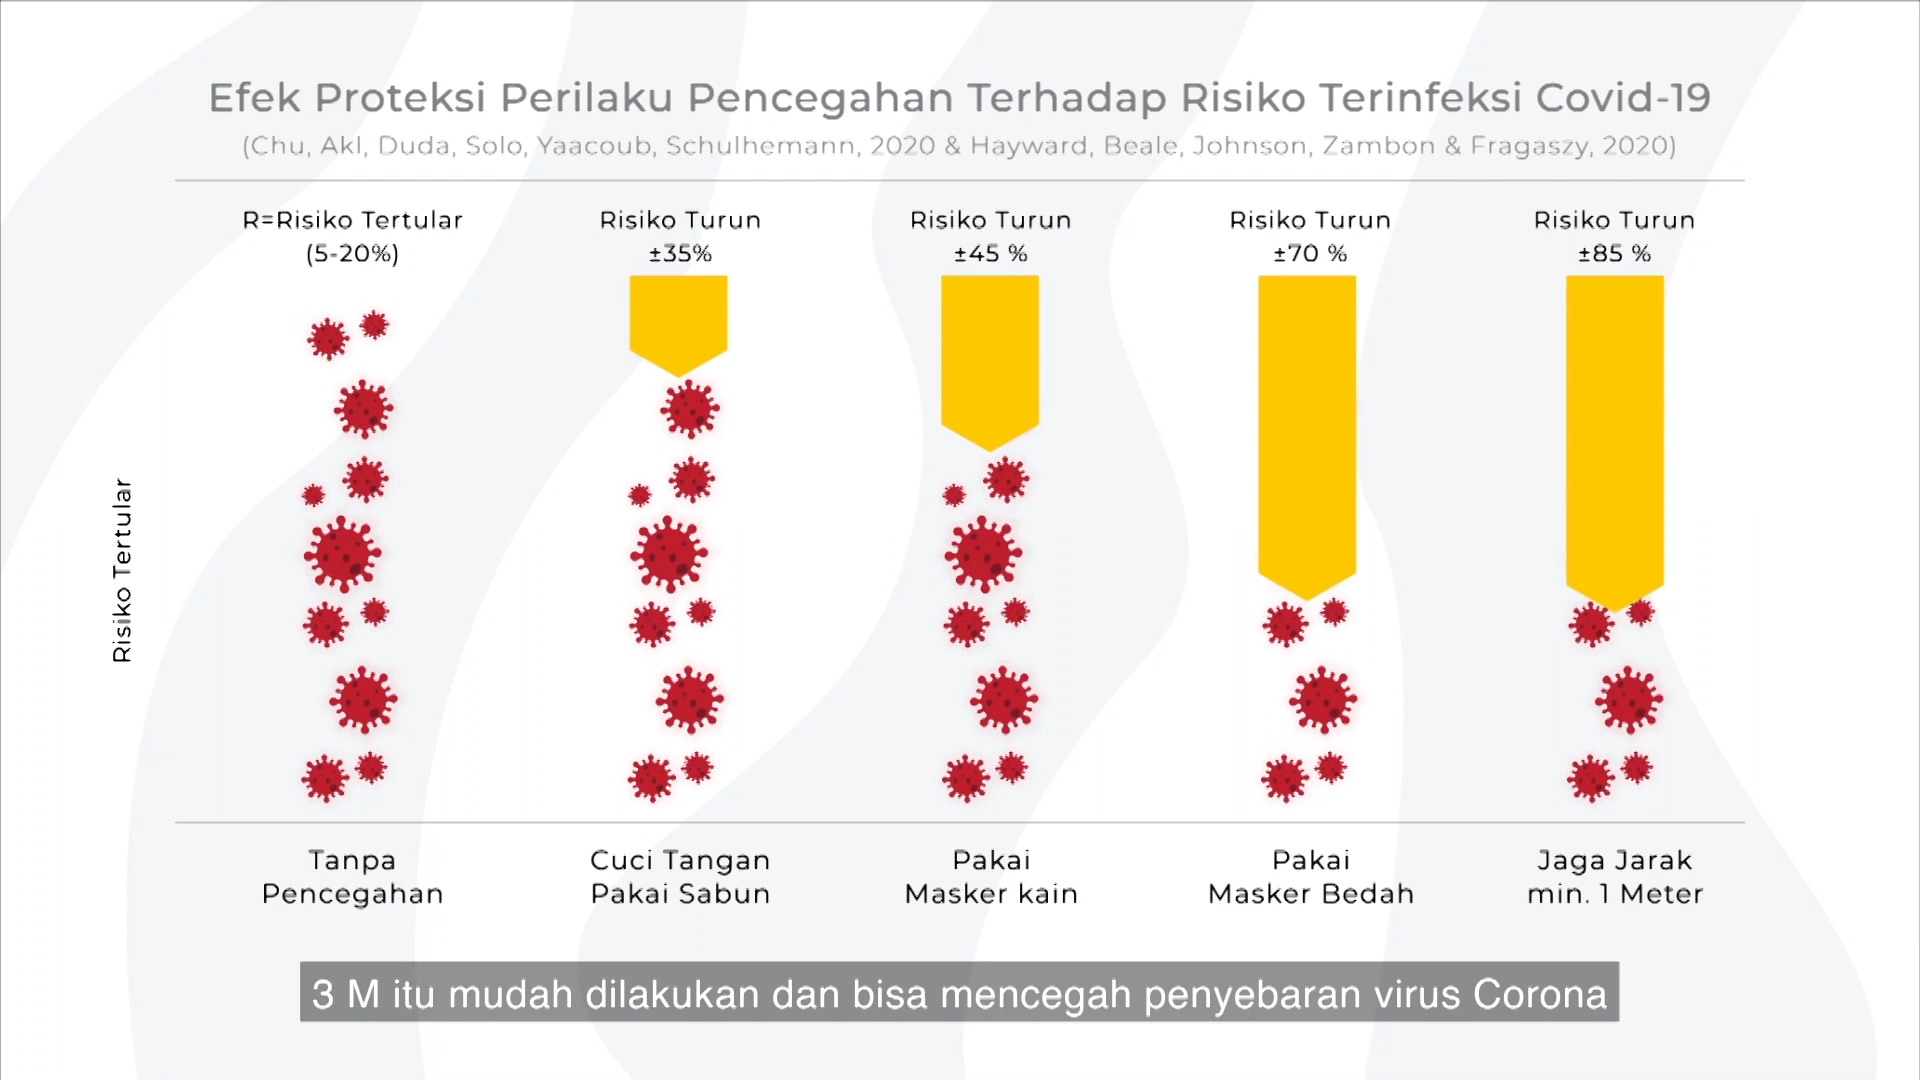 Efek Proteksi Perilaku Pencegahan Terhadap Risiko Terinfeksi Covid-19
(Chu, Akl, Duda, Solo, Yaacoub, Schulhemann, 2020 & Hayward, Beale, Johnson, Zambon & Fragaszy, 2020)
R=Risiko Tertular
(5-20%)
Risiko Turun
±35%
Risiko Turun
±45 %
Risiko Turun
±70 %
Risiko Turun
±85 %
Risiko Tertular
Tanpa
Pencegahan
Cuci Tangan
Pakai Sabun
Pakai
Masker kain
Pakai
Masker Bedah
Jaga Jarak
min. 1 Meter
3 M itu mudah dilakukan dan bisa mencegah penyebaran virus Corona